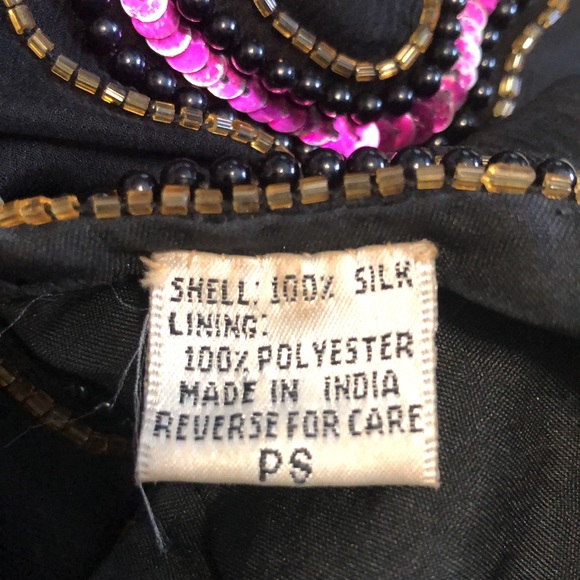 SHELL: 100% SILK
LINING:
100% POLYESTER
MADE IN INDIA
REVERSE FOR CARE
PS